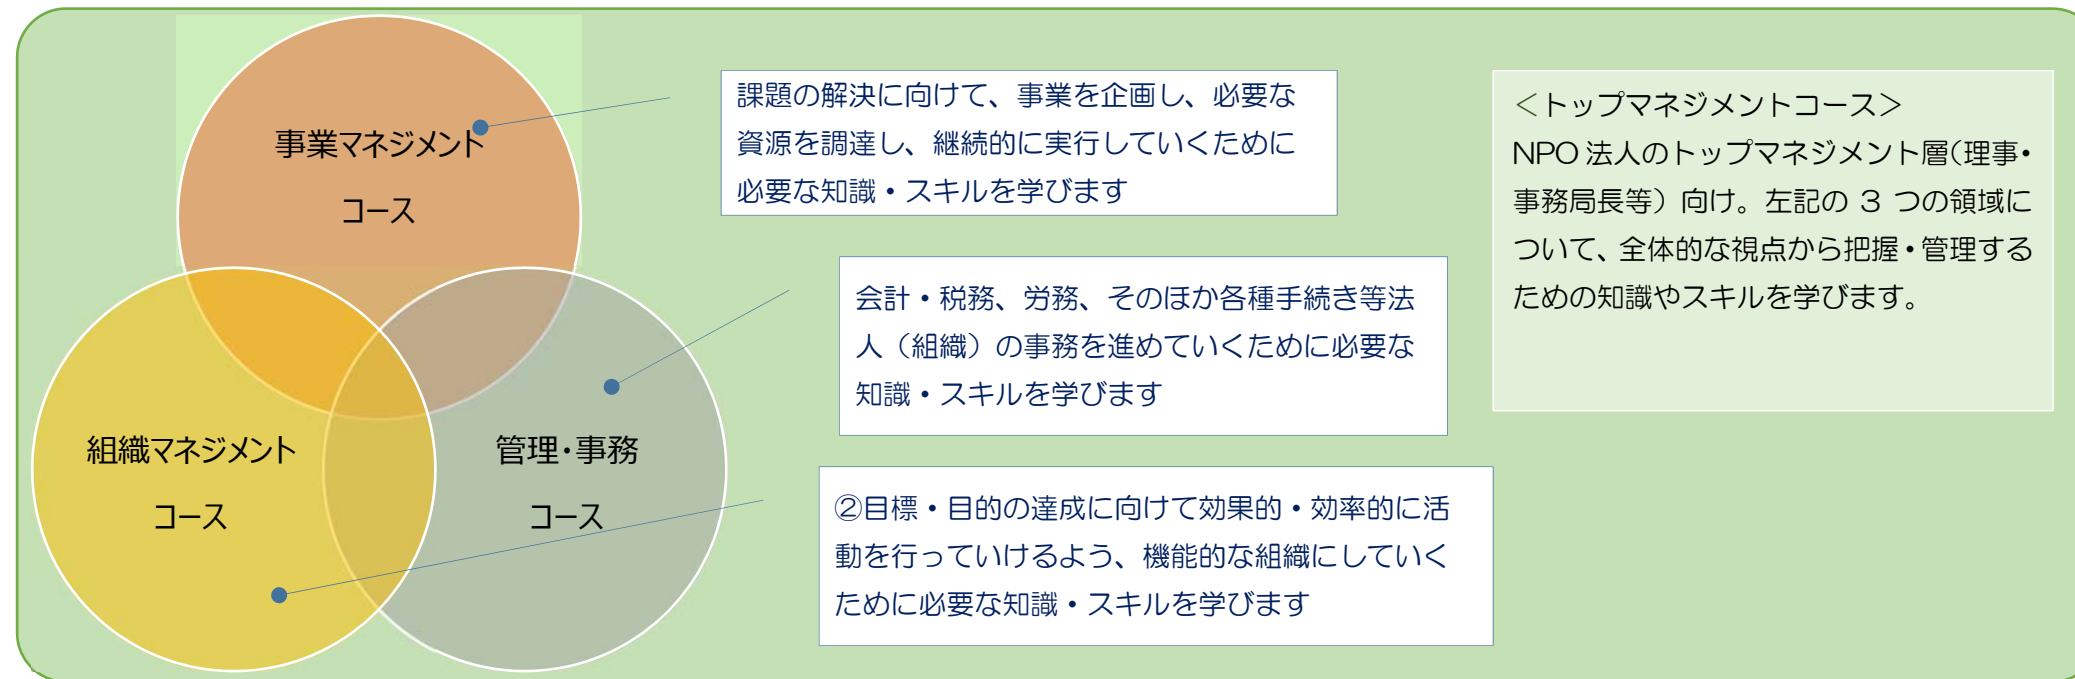 事業マネジメント
コース
組織マネジメント
コース
管理・事務
コース
課題の解決に向けて、事業を企画し、必要な
資源を調達し、継続的に実行していくために
必要な知識・スキルを学びます
会計・税務、労務、そのほか各種手続き等法
人（組織）の事務を進めていくために必要な
知識・スキルを学びます
②目標・目的の達成に向けて効果的・効率的に活
動を行っていけるよう、機能的な組織にしていく
ために必要な知識・スキルを学びます
＜トップマネジメントコース＞
NPO 法人のトップマネジメント層（理事・
事務局長等）向け。左記の 3 つの領域に
ついて、全体的な視点から把握・管理する
ための知識やスキルを学びます。